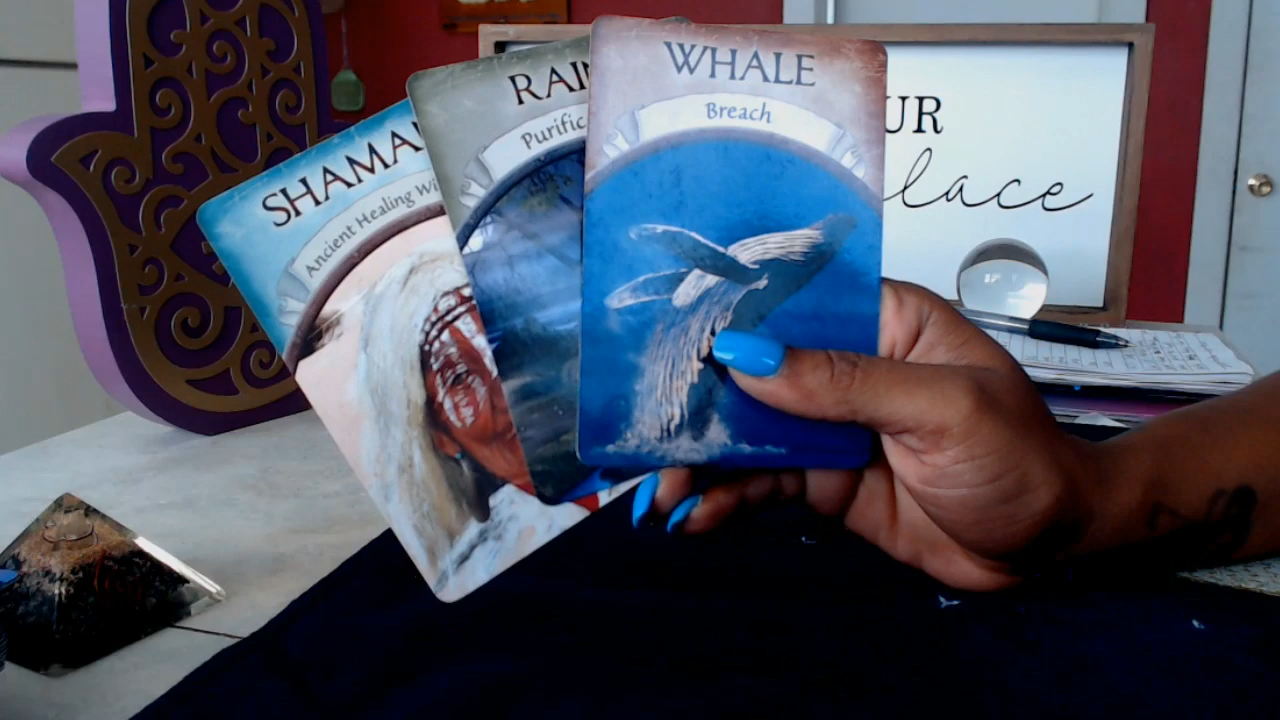 SHAMA
Ancient Healing Wi
RAI
Purific
WHALE
Breach
UR
lace